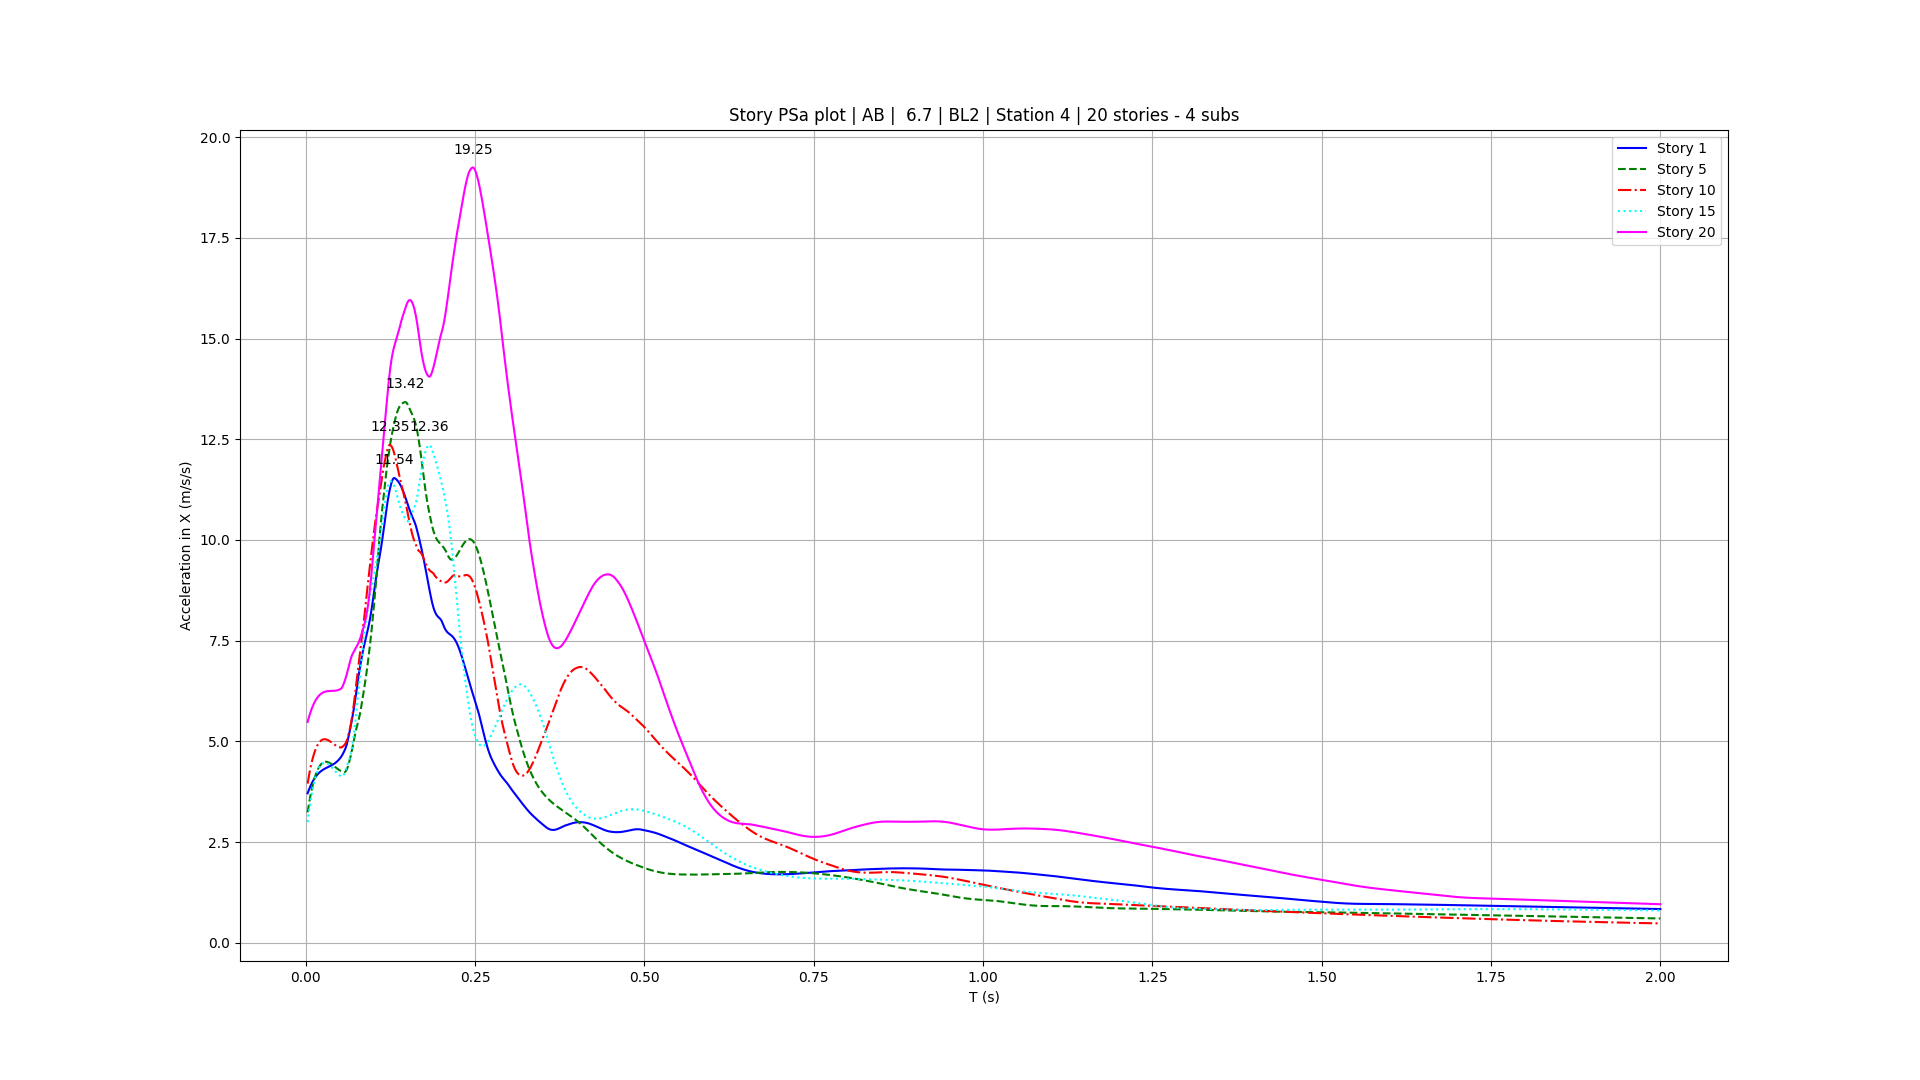 Story PSa plot | AB |  6.7 | BL2 | Station 4 | 20 stories - 4 subs
20.0
17.5
15.0
12.5
10.0
7.5
5.0
2.5
0.0
Acceleration in X (m/s/s)
19.25
13.42
12.35
12.36
11.54
Story 1
Story 5
Story 10
Story 15
Story 20
0.00
0.25
0.50
0.75
1.00
1.25
1.50
1.75
2.00
T (s)